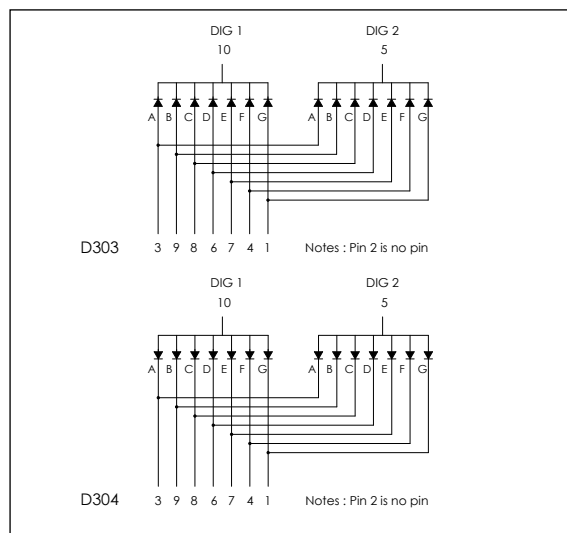 DIG 1 DIG 2
10 5
A B C D E F G A B C D E F G
D303 3 9 8 6 7 4 1 Notes : Pin 2 is no pin
DIG 1 DIG 2
10 5
A B C D E F G A B C D E F G
D304 3 9 8 6 7 4 1 Notes : Pin 2 is no pin